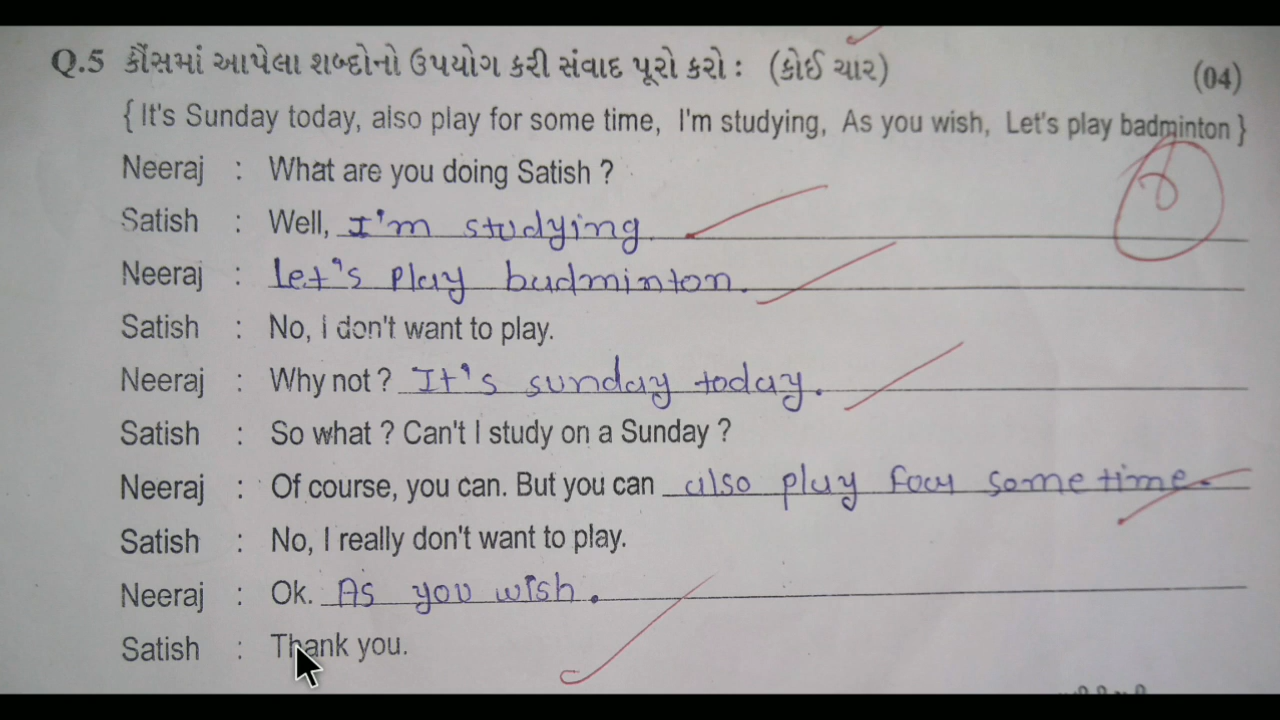 Q.5 કૌંસમાં આપેલા શબ્દોનો ઉપયોગ કરી સંવાદ પૂરો કરો : (કોઈ ચાર) (04)
{ It's Sunday today, also play for some time, I'm studying, As you wish, Let's play badminton }
Neeraj : What are you doing Satish ?
Satish : Well, I'm studying
Neeraj : Let's play badminton.
Satish : No, I don't want to play.
Neeraj : Why not ? It's sunday today.
Satish : So what ? Can't I study on a Sunday ?
Neeraj : Of course, you can. But you can also play for some time.
Satish : No, I really don't want to play.
Neeraj : Ok. As you wish.
Satish : Thank you.